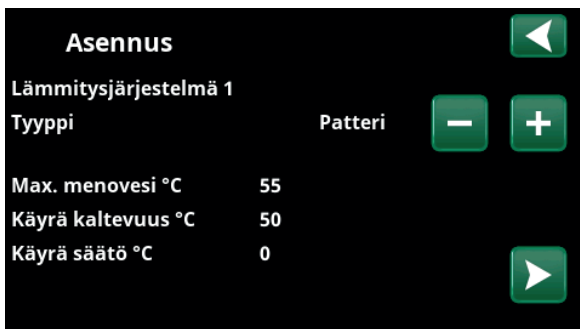 Asennus
Lämmitysjärjestelmä 1
Tyyppi Patteri
Max. menovesi °C 55
Käyrä kaltevuus °C 50
Käyrä säätö °C 0